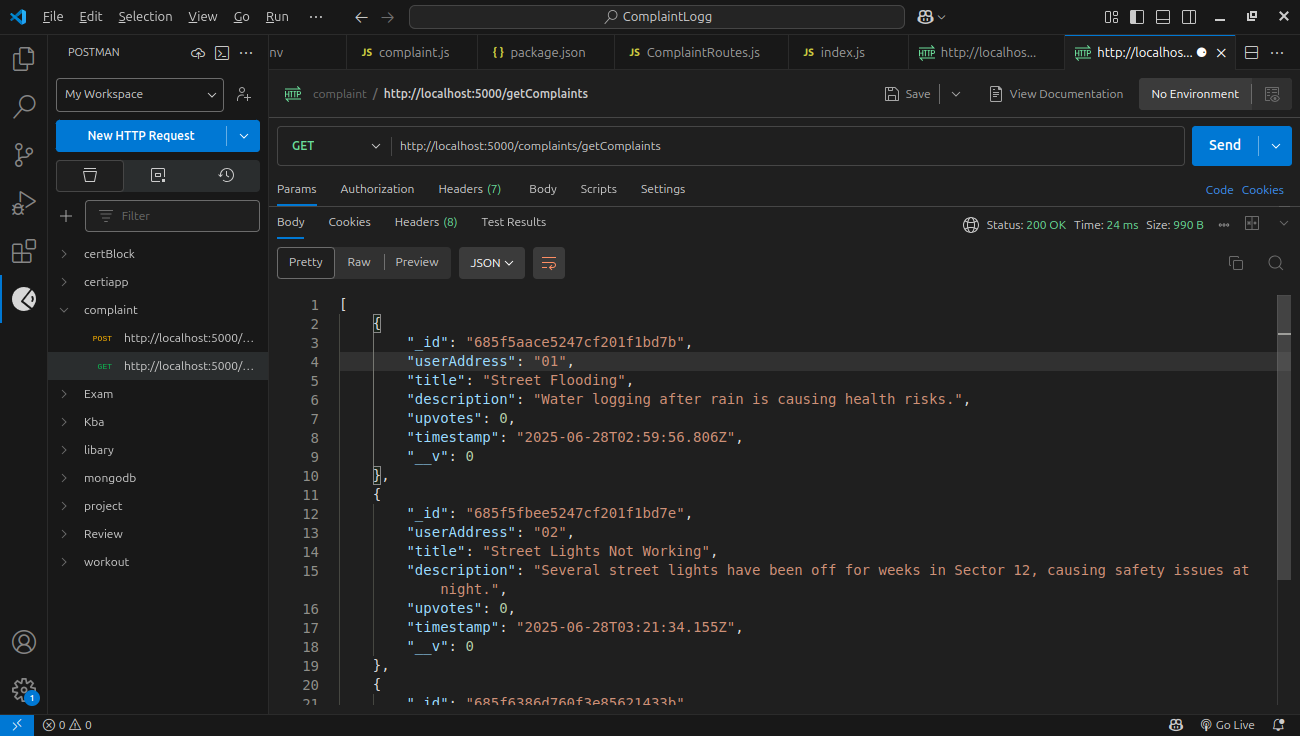 File Edit Selection View Go Run ··· ComplaintLogg
POSTMAN
nv complaint.js package.json ComplaintRoutes.js index.js http://localhos... http://localhos...
JS { } JS JS HTTP HTTP
My Workspace
HTTP complaint / http://localhost:5000/getComplaints Save View Documentation No Environment
New HTTP Request
GET http://localhost:5000/complaints/getComplaints Send
Params Authorization Headers (7) Body Scripts Settings Code Cookies
Filter
Body Cookies Headers (8) Test Results Status: 200 OK Time: 24 ms Size: 990 B
Pretty Raw Preview JSON
certBlock
certiapp
complaint
POST http://localhost:5000/...
GET http://localhost:5000/...
Exam
Kba
libary
mongodb
project
Review
workout
1 [
2 {
3 "_id": "685f5aace5247cf201f1bd7b",
4 "userAddress": "01",
5 "title": "Street Flooding",
6 "description": "Water logging after rain is causing health risks.",
7 "upvotes": 0,
8 "timestamp": "2025-06-28T02:59:56.806Z",
9 "__v": 0
10 },
11 {
12 "_id": "685f5fbee5247cf201f1bd7e",
13 "userAddress": "02",
14 "title": "Street Lights Not Working",
15 "description": "Several street lights have been off for weeks in Sector 12, causing safety issues at
night.",
16 "upvotes": 0,
17 "timestamp": "2025-06-28T03:21:34.155Z",
18 "__v": 0
19 },
20 {
21 "_id": "685f6386d760f3e85621433b"
1
0 0 Go Live